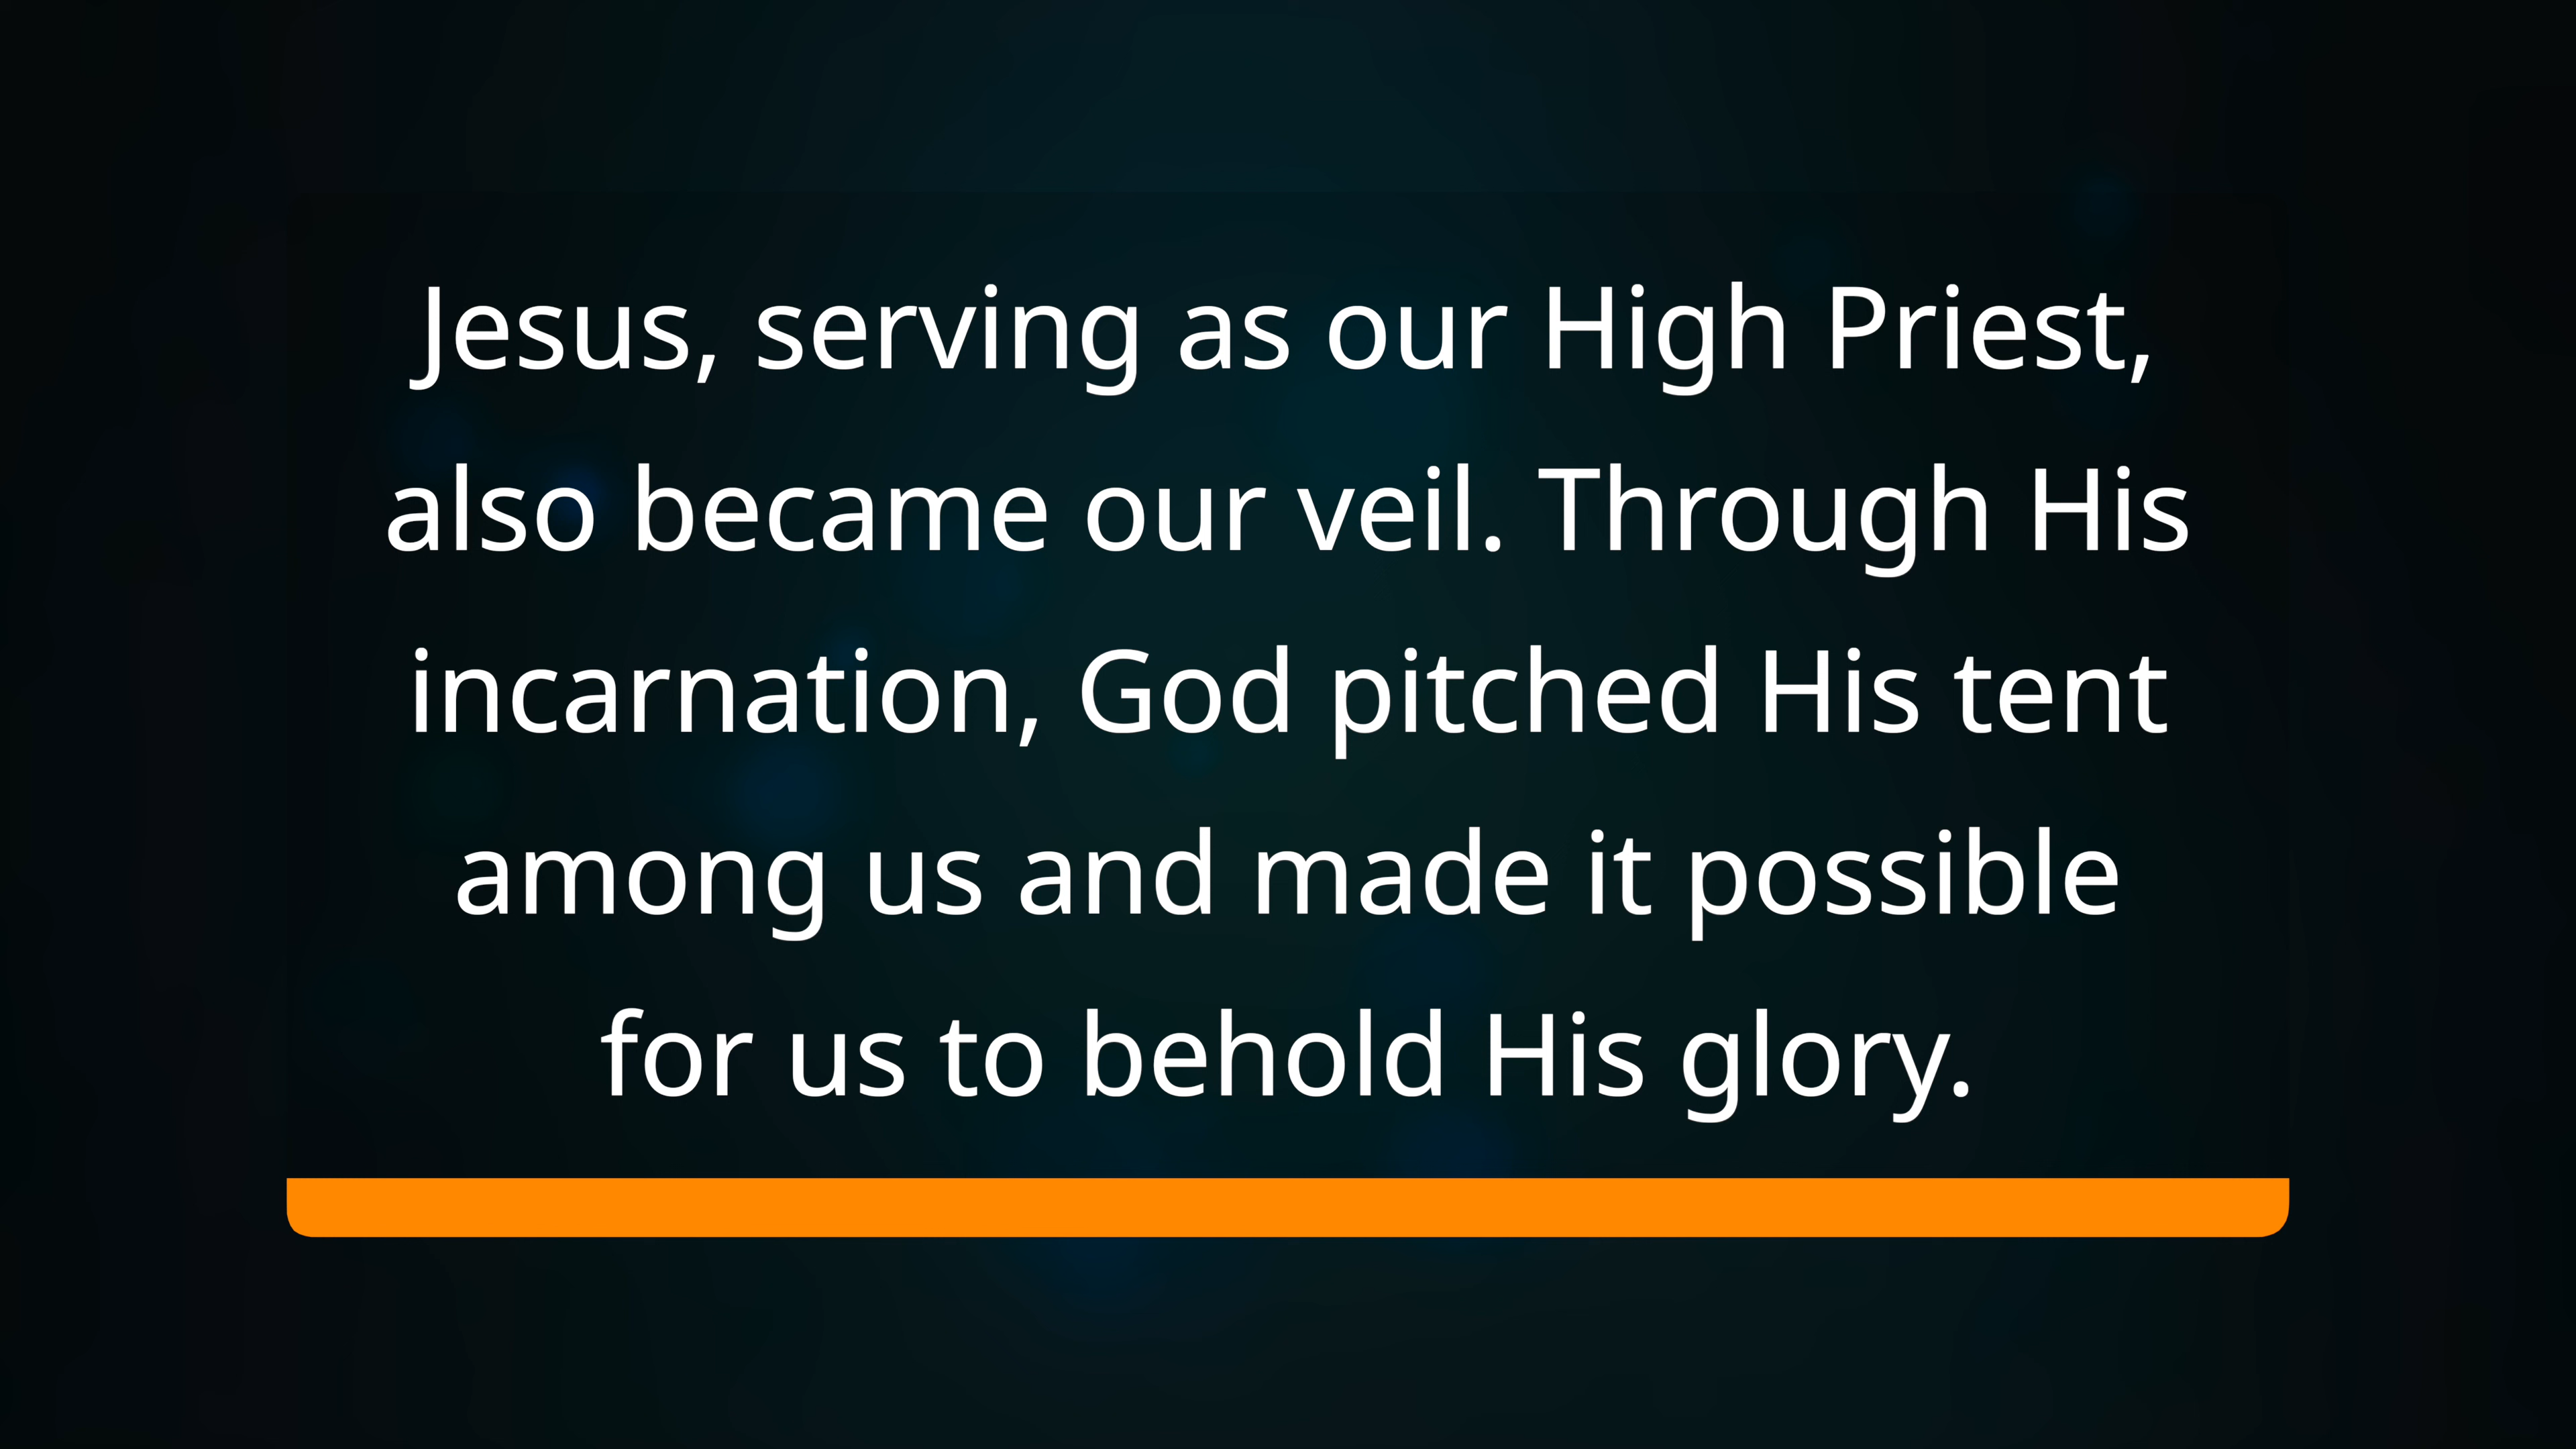 Jesus, serving as our High Priest,
also became our veil. Through His
incarnation, God pitched His tent
among us and made it possible
for us to behold His glory.